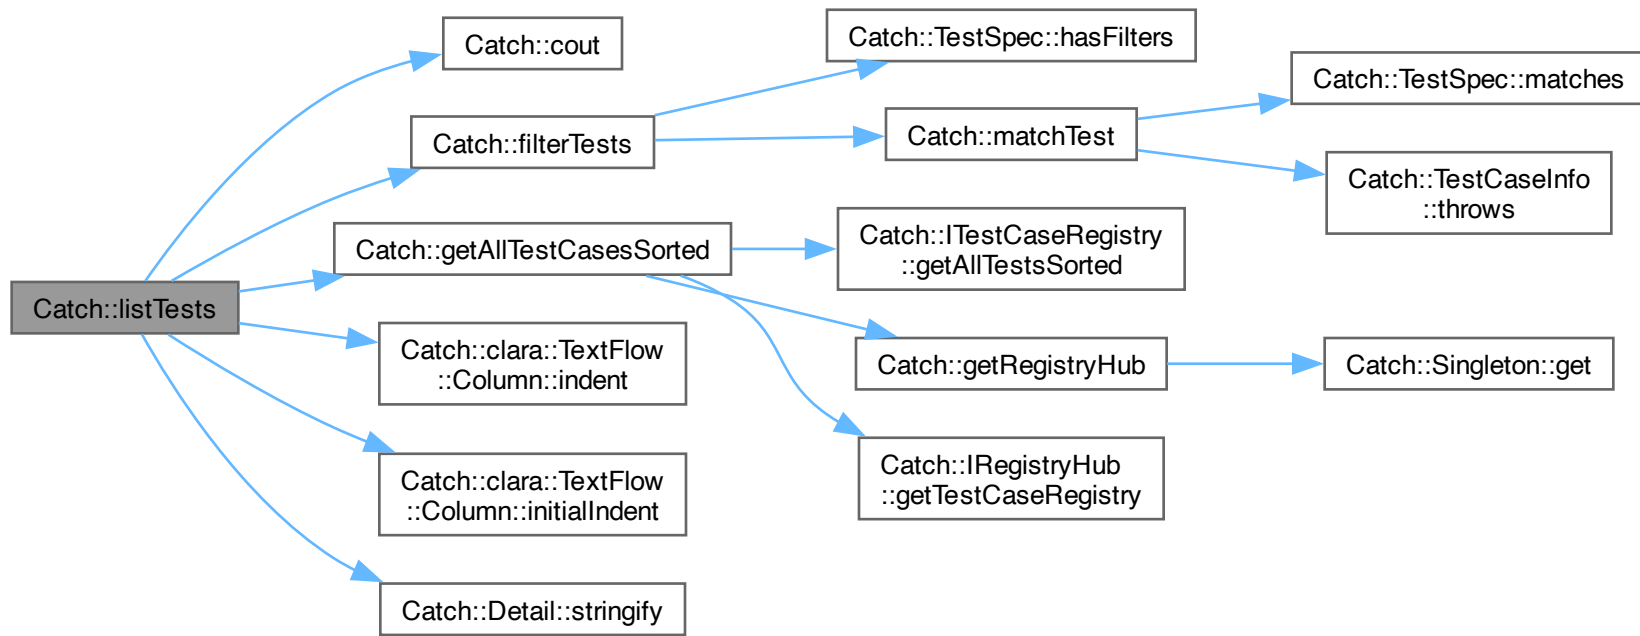 Catch::listTests
Catch::cout
Catch::filterTests
Catch::getAllTestCasesSorted
Catch::clara::TextFlow
::Column::indent
Catch::clara::TextFlow
::Column::initialIndent
Catch::Detail::stringify
Catch::TestSpec::hasFilters
Catch::matchTest
Catch::ITestCaseRegistry
::getAllTestsSorted
Catch::getRegistryHub
Catch::IRegistryHub
::getTestCaseRegistry
Catch::TestSpec::matches
Catch::TestCaseInfo
::throws
Catch::Singleton::get